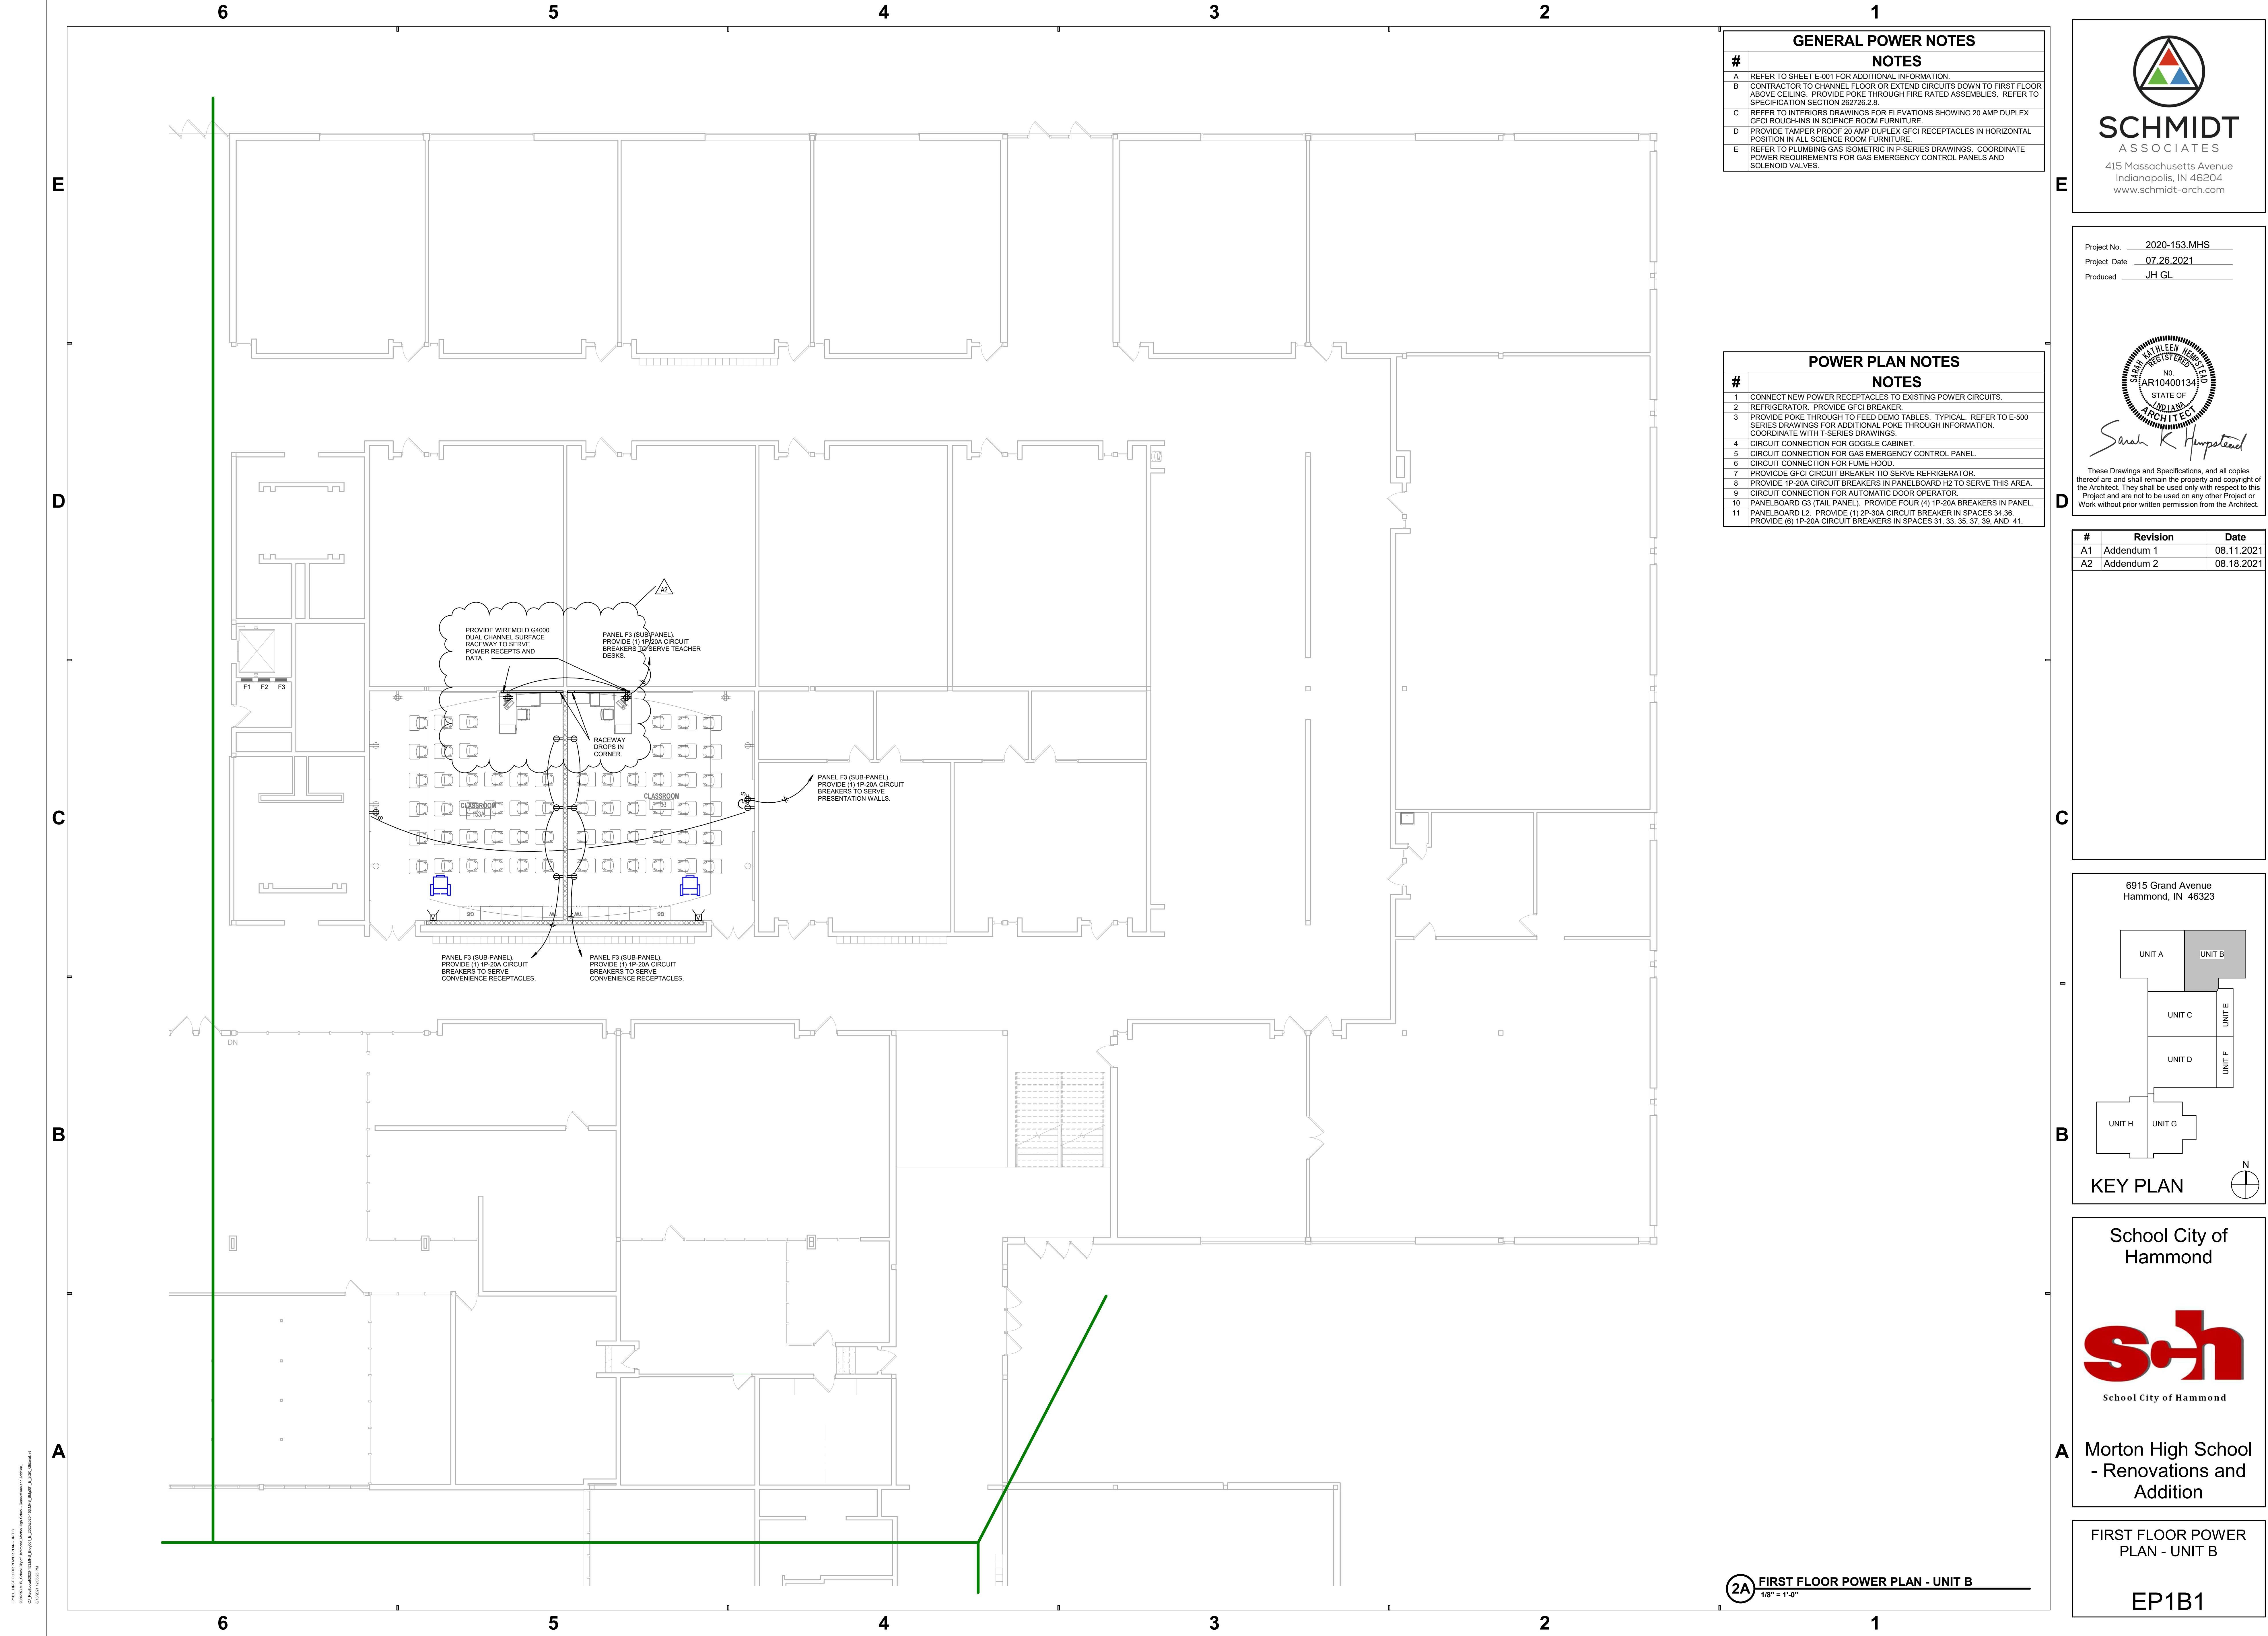 6 5 4 3 2 1
GENERAL POWER NOTES
# NOTES
A REFER TO SHEET E-001 FOR ADDITIONAL INFORMATION.
B CONTRACTOR TO CHANNEL FLOOR OR EXTEND CIRCUITS DOWN TO FIRST FLOOR
ABOVE CEILING. PROVIDE POKE THROUGH FIRE RATED ASSEMBLIES. REFER TO
SPECIFICATION SECTION 262726.2.8.
C REFER TO INTERIORS DRAWINGS FOR ELEVATIONS SHOWING 20 AMP DUPLEX
GFCI ROUGH-INS IN SCIENCE ROOM FURNITURE.
D PROVIDE TAMPER PROOF 20 AMP DUPLEX GFCI RECEPTACLES IN HORIZONTAL
POSITION IN ALL SCIENCE ROOM FURNITURE.
E REFER TO PLUMBING GAS ISOMETRIC IN P-SERIES DRAWINGS. COORDINATE
POWER REQUIREMENTS FOR GAS EMERGENCY CONTROL PANELS AND
SOLENOID VALVES.
POWER PLAN NOTES
# NOTES
1 CONNECT NEW POWER RECEPTACLES TO EXISTING POWER CIRCUITS.
2 REFRIGERATOR. PROVIDE GFCI BREAKER.
3 PROVIDE POKE THROUGH TO FEED DEMO TABLES. TYPICAL. REFER TO E-500
SERIES DRAWINGS FOR ADDITIONAL POKE THROUGH INFORMATION.
COORDINATE WITH T-SERIES DRAWINGS.
4 CIRCUIT CONNECTION FOR GOGGLE CABINET.
5 CIRCUIT CONNECTION FOR GAS EMERGENCY CONTROL PANEL.
6 CIRCUIT CONNECTION FOR FUME HOOD.
7 PROVICDE GFCI CIRCUIT BREAKER TIO SERVE REFRIGERATOR.
8 PROVIDE 1P-20A CIRCUIT BREAKERS IN PANELBOARD H2 TO SERVE THIS AREA.
9 CIRCUIT CONNECTION FOR AUTOMATIC DOOR OPERATOR.
10 PANELBOARD G3 (TAIL PANEL). PROVIDE FOUR (4) 1P-20A BREAKERS IN PANEL.
11 PANELBOARD L2. PROVIDE (1) 2P-30A CIRCUIT BREAKER IN SPACES 34,36.
PROVIDE (6) 1P-20A CIRCUIT BREAKERS IN SPACES 31, 33, 35, 37, 39, AND 41.
E
D
C
B
A
A2
PROVIDE WIREMOLD G4000
DUAL CHANNEL SURFACE
RACEWAY TO SERVE
POWER RECEPTS AND
DATA.
PANEL F3 (SUB-PANEL).
PROVIDE (1) 1P-20A CIRCUIT
BREAKERS TO SERVE TEACHER
DESKS.
F1 F2 F3
RACEWAY
DROPS IN
CORNER.
PANEL F3 (SUB-PANEL).
PROVIDE (1) 1P-20A CIRCUIT
BREAKERS TO SERVE
PRESENTATION WALLS.
CLASSROOM
153A
CLASSROOM
BD TW TW BD
PANEL F3 (SUB-PANEL).
PROVIDE (1) 1P-20A CIRCUIT
BREAKERS TO SERVE
CONVENIENCE RECEPTACLES.
PANEL F3 (SUB-PANEL).
PROVIDE (1) 1P-20A CIRCUIT
BREAKERS TO SERVE
CONVENIENCE RECEPTACLES.
DN
2A FIRST FLOOR POWER PLAN - UNIT B
1/8" = 1'-0"
6 5 4 3 2 1
E
D
C
B
A
SCHMIDT
ASSOCIATES
415 Massachusetts Avenue
Indianapolis, IN 46204
www.schmidt-arch.com
Project No. 2020-153.MHS
Project Date 07.26.2021
Produced JH GL
SARAH KATHLEEN HEMPSTEAD
REGISTERED
NO.
AR10400134
STATE OF
INDIANA
ARCHITECT
Sarah K Hempstead
These Drawings and Specifications, and all copies
thereof are and shall remain the property and copyright of
the Architect. They shall be used only with respect to this
Project and are not to be used on any other Project or
Work without prior written permission from the Architect.
# Revision Date
A1 Addendum 1 08.11.2021
A2 Addendum 2 08.18.2021
6915 Grand Avenue
Hammond, IN 46323
UNIT A
UNIT B
UNIT C
UNIT E
UNIT D
UNIT F
UNIT H
UNIT G
N
KEY PLAN
School City of
Hammond
sch
School City of Hammond
Morton High School
- Renovations and
Addition
FIRST FLOOR POWER
PLAN - UNIT B
EP1B1